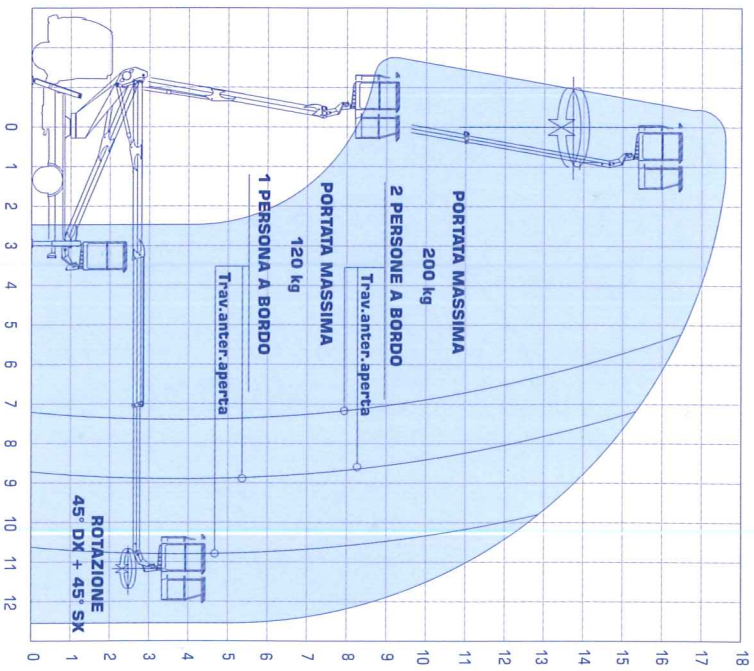 PORTATA MASSIMA
200 kg
2 PERSONE A BORDO
Trav.anter.aperta
PORTATA MASSIMA
120 kg
1 PERSONA A BORDO
Trav.anter.aperta
ROTAZIONE
45° DX + 45° SX
0 1 2 3 4 5 6 7 8 9 10 11 12
0 1 2 3 4 5 6 7 8 9 10 11 12 13 14 15 16 17 18